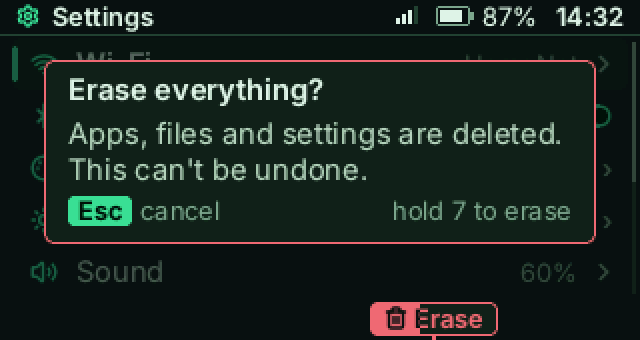 Settings 87% 14:32
Erase everything?
Apps, files and settings are deleted.
This can't be undone.
Esc cancel hold 7 to erase
Sound 60%
Erase